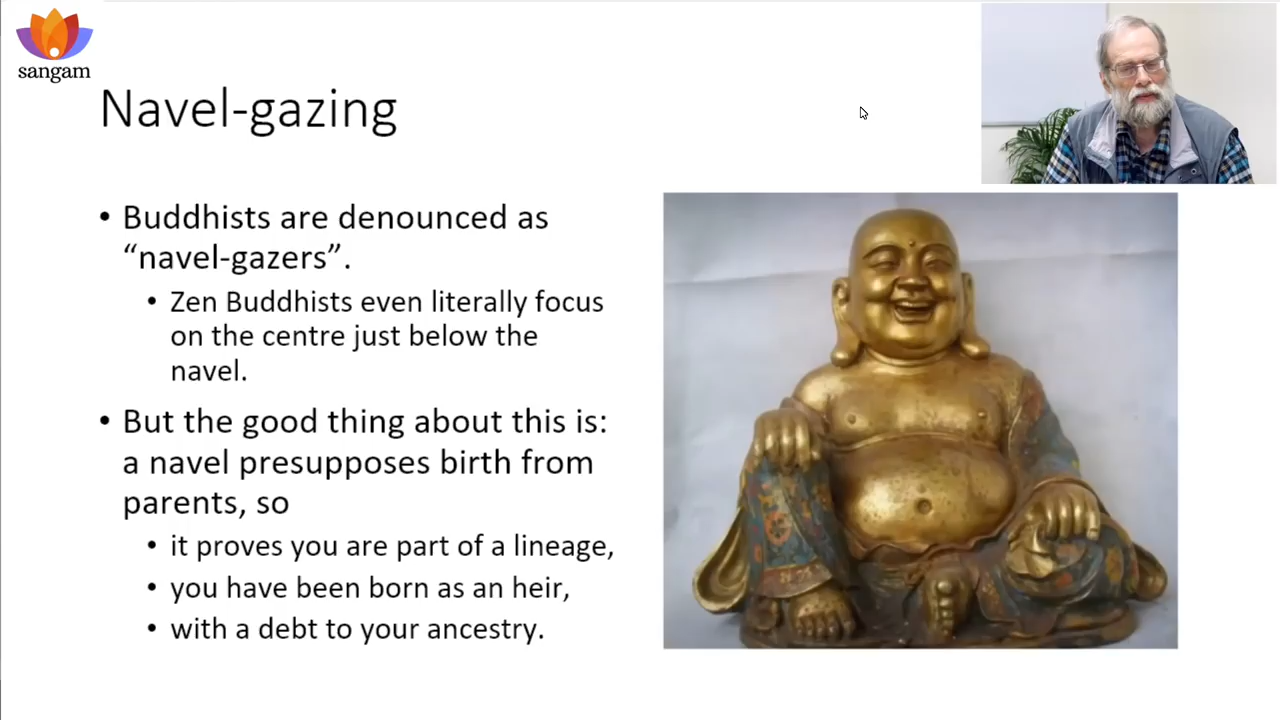 sangam
Navel-gazing
• Buddhists are denounced as
“navel-gazers”.
• Zen Buddhists even literally focus
on the centre just below the
navel.
• But the good thing about this is:
a navel presupposes birth from
parents, so
• it proves you are part of a lineage,
• you have been born as an heir,
• with a debt to your ancestry.